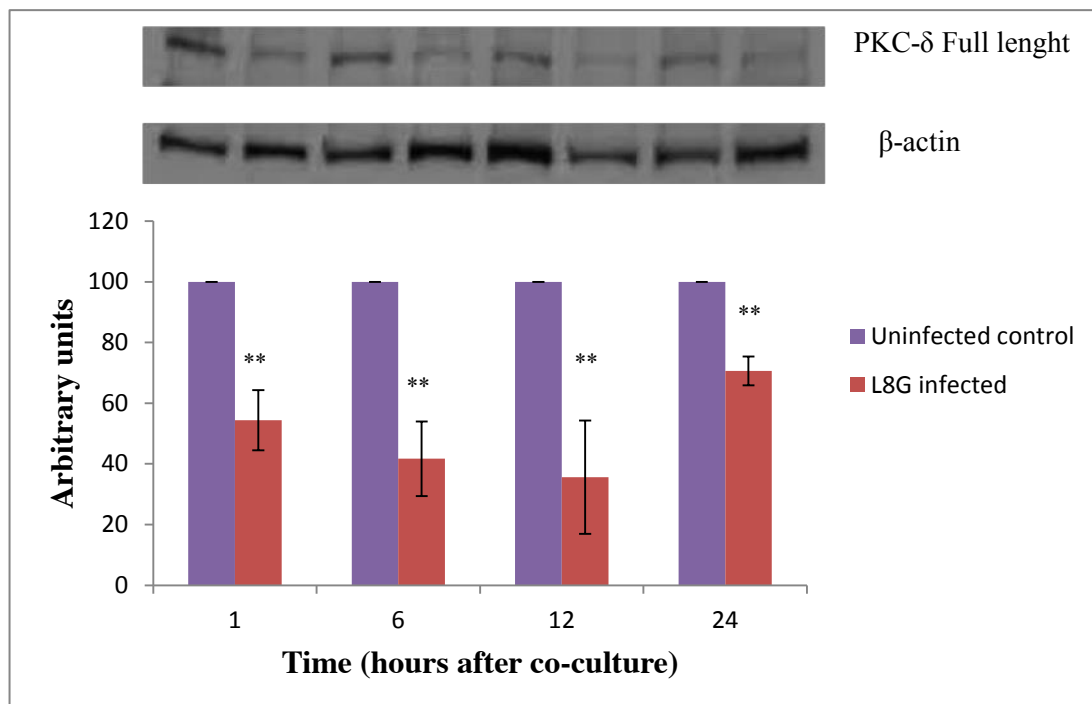 PKC-δ Full lenght
β-actin
120
100
80
60
40
20
0
Arbitrary units
**
**
**
**
Uninfected control
L8G infected
1 6 12 24
Time (hours after co-culture)